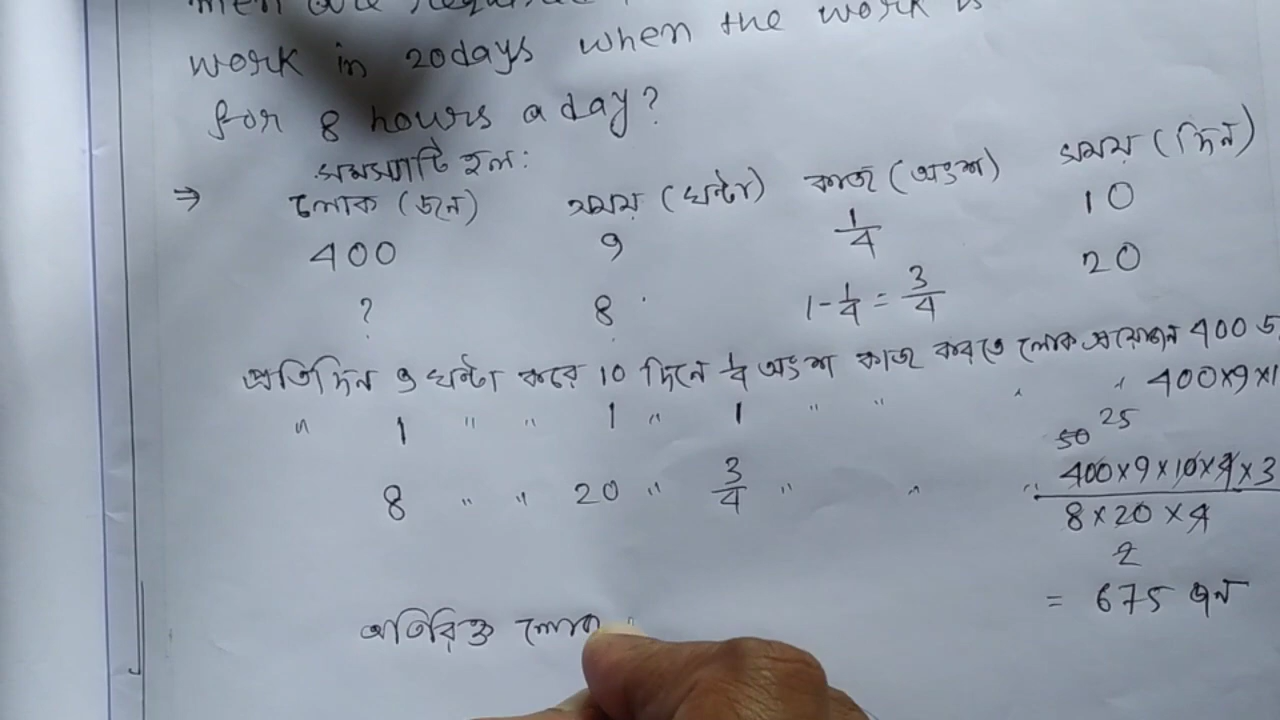 men are
work in 20days when the work is
for 8 hours a day?
সমস্যাটি হল:
⇒ লোক (জন) সময় (ঘন্টা) কাজ (অংশ) সময় (দিন)
400 9 1/4 10
? 8 1-1/4 = 3/4 20
প্রতিদিন 9 ঘন্টা করে 10 দিনে 1/4 অংশ কাজ করতে লোক প্রয়োজন 400
" 1 " " 1 " 1 " " " " 400×9×1
50 25
8 " " 20 " 3/4 " " " 400×9×10×4×3
8×20×4
2
= 675 জন
অতিরিক্ত লোক